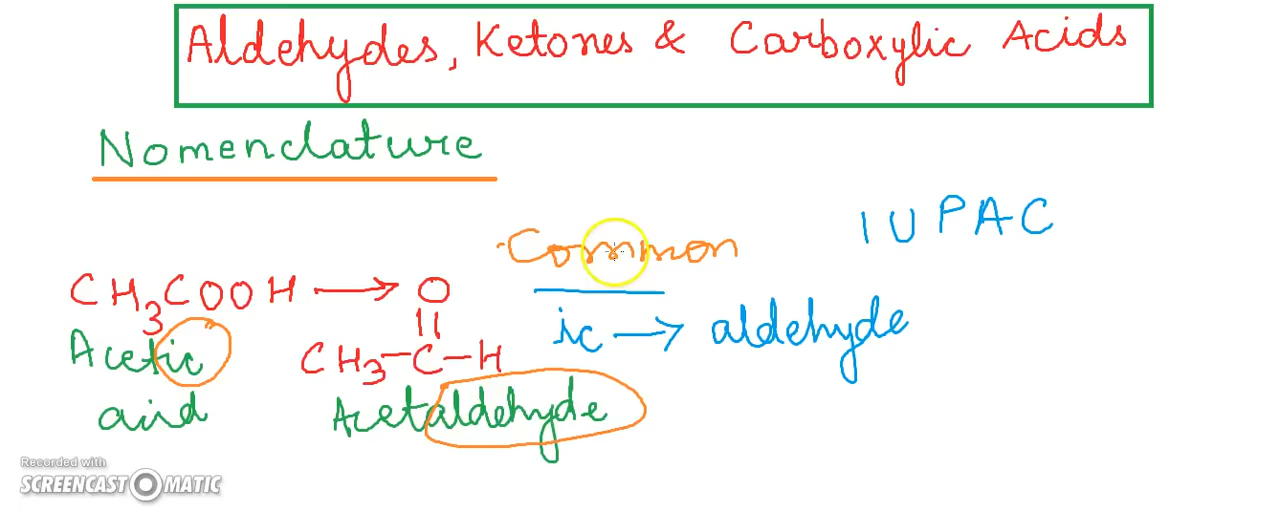 Aldehydes, Ketones & Carboxylic Acids
Nomenclature
IUPAC
Common
CH3COOH → O
||
CH3-C-H
ic → aldehyde
Acetic
acid
Acetaldehyde
Recorded with
SCREENCAST MATIC